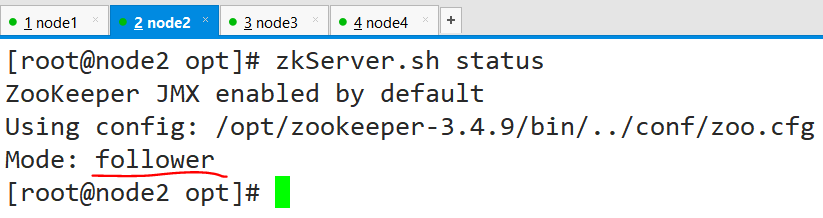 1 node1 × 2 node2 × 3 node3 × 4 node4 × +
[root@node2 opt]# zkServer.sh status
ZooKeeper JMX enabled by default
Using config: /opt/zookeeper-3.4.9/bin/../conf/zoo.cfg
Mode: follower
[root@node2 opt]#